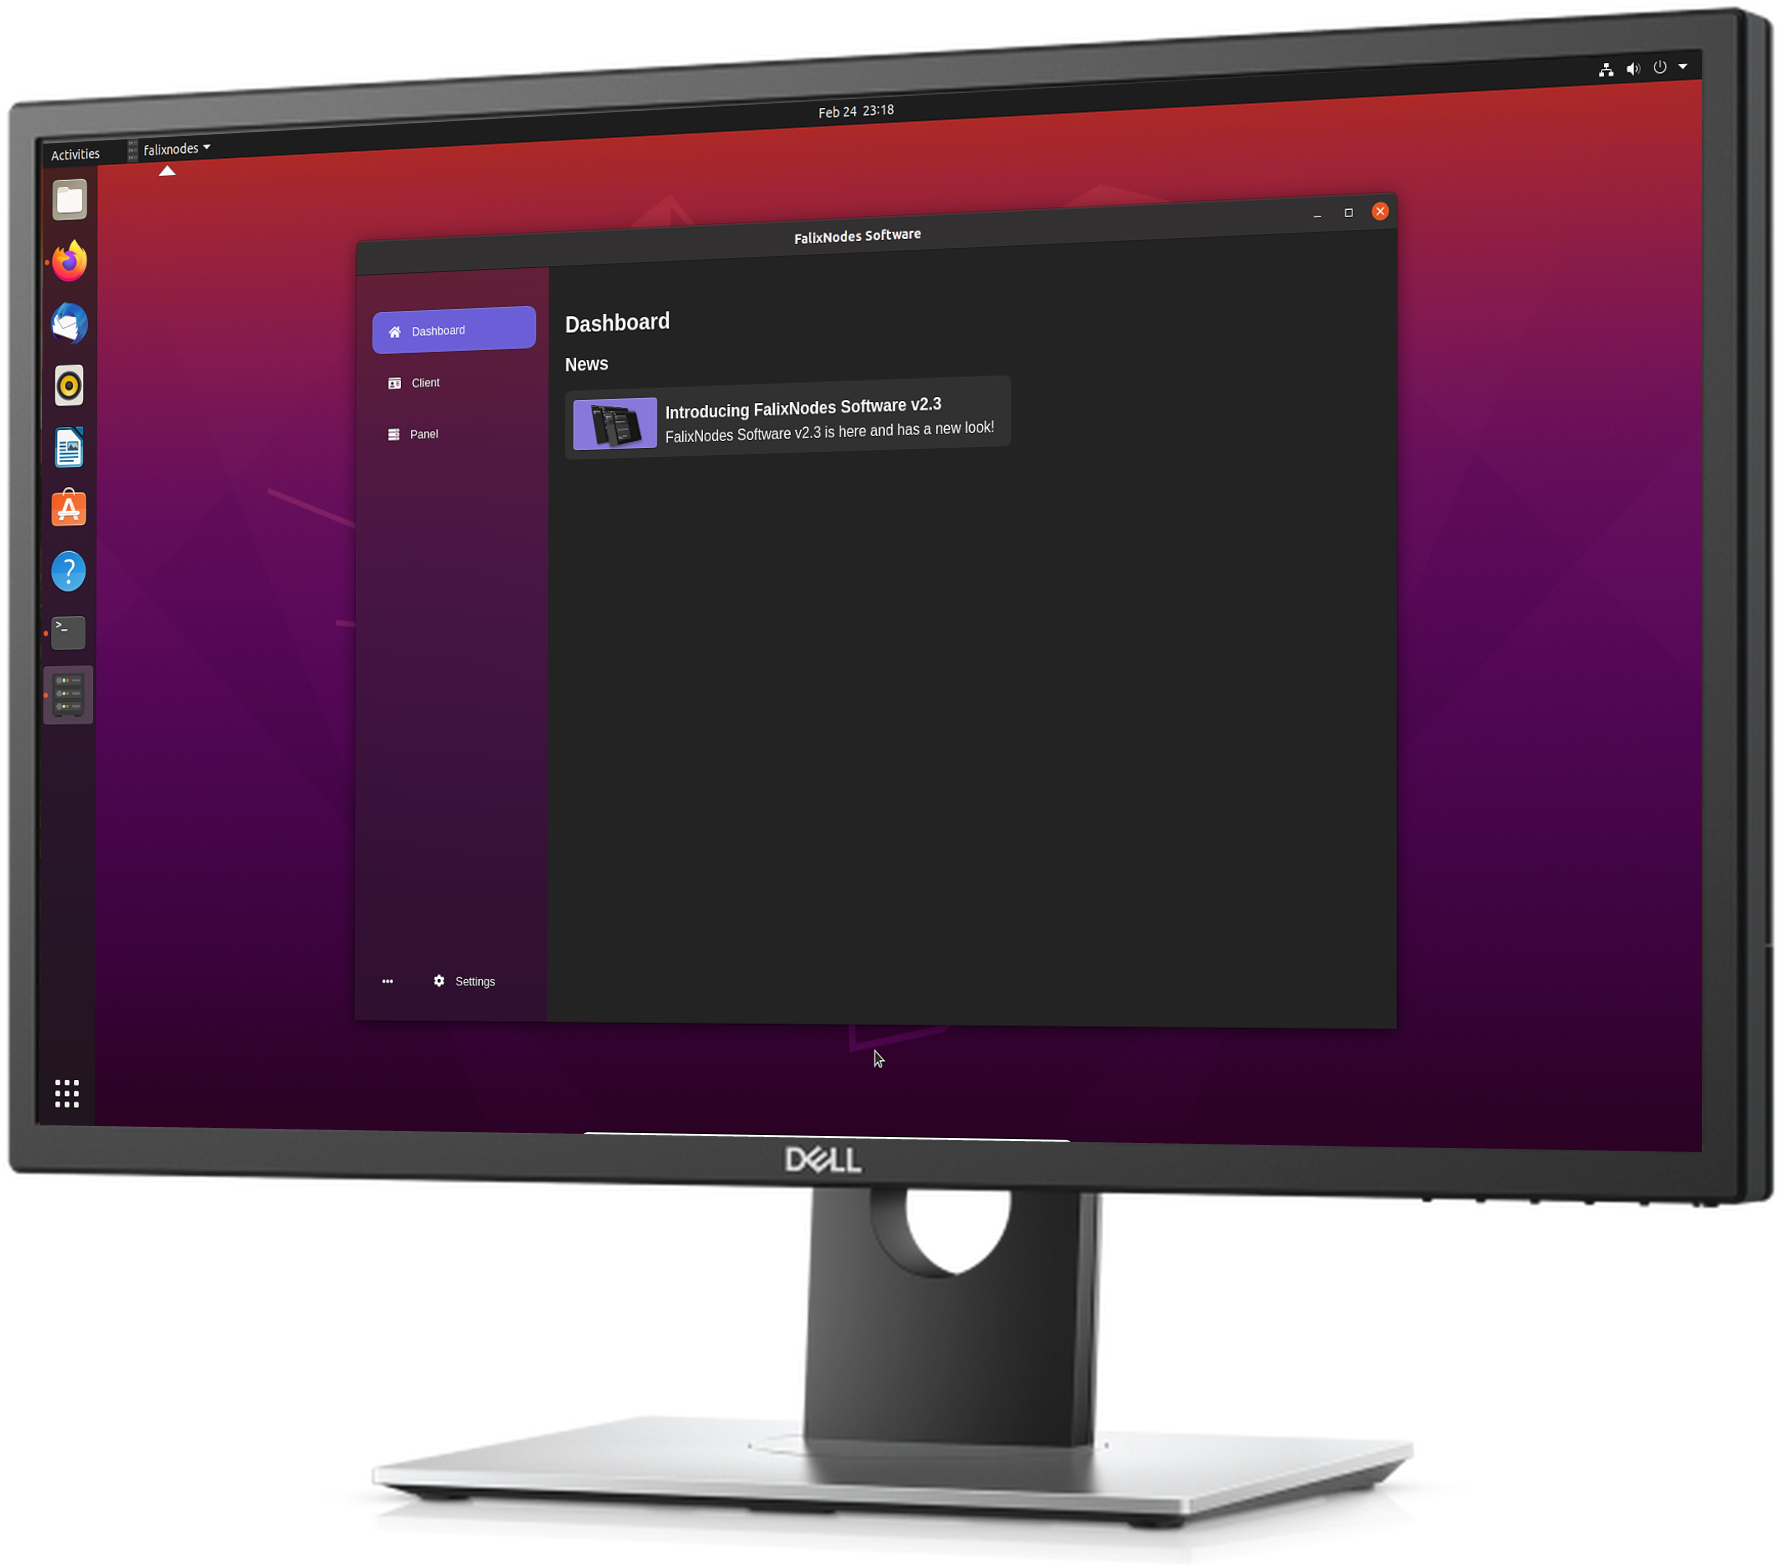 Activities
falixnodes
Feb 24 23:18
FalixNodes Software
Dashboard
Client
Panel
Settings
Dashboard
News
Introducing FalixNodes Software v2.3
FalixNodes Software v2.3 is here and has a new look!
DELL